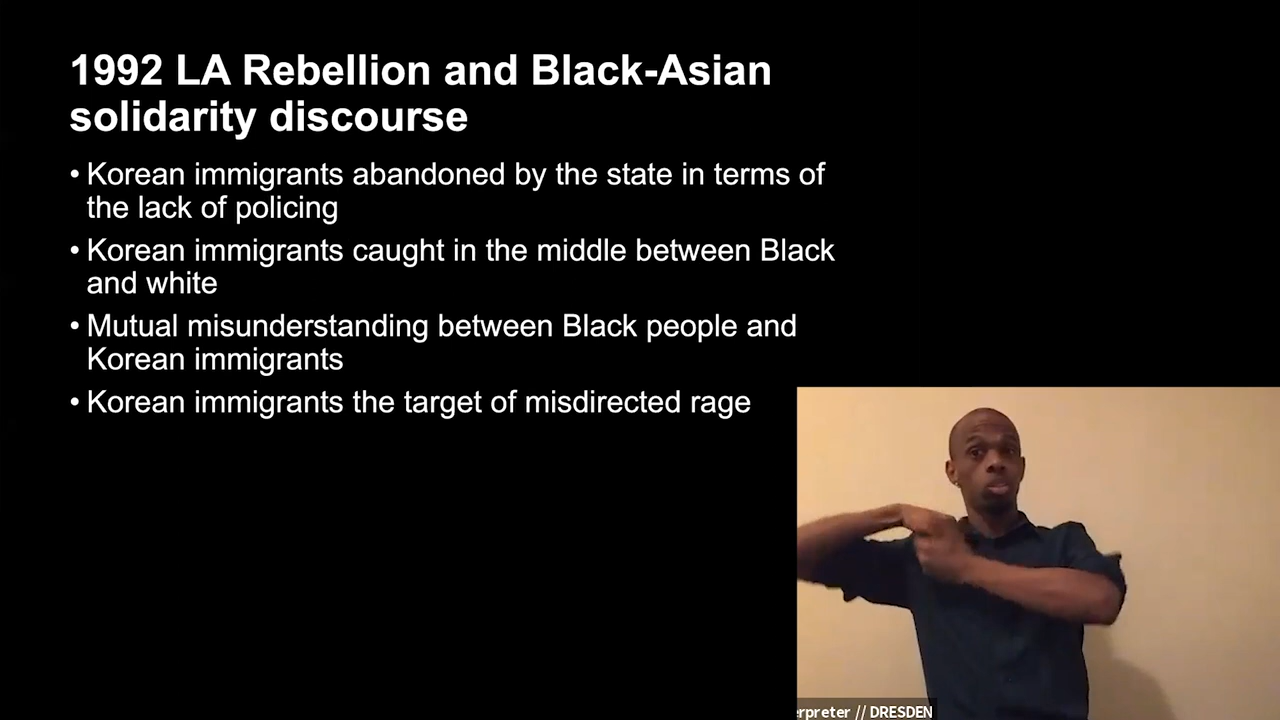 1992 LA Rebellion and Black-Asian
solidarity discourse
• Korean immigrants abandoned by the state in terms of
the lack of policing
• Korean immigrants caught in the middle between Black
and white
• Mutual misunderstanding between Black people and
Korean immigrants
• Korean immigrants the target of misdirected rage
erpreter // DRESDEN